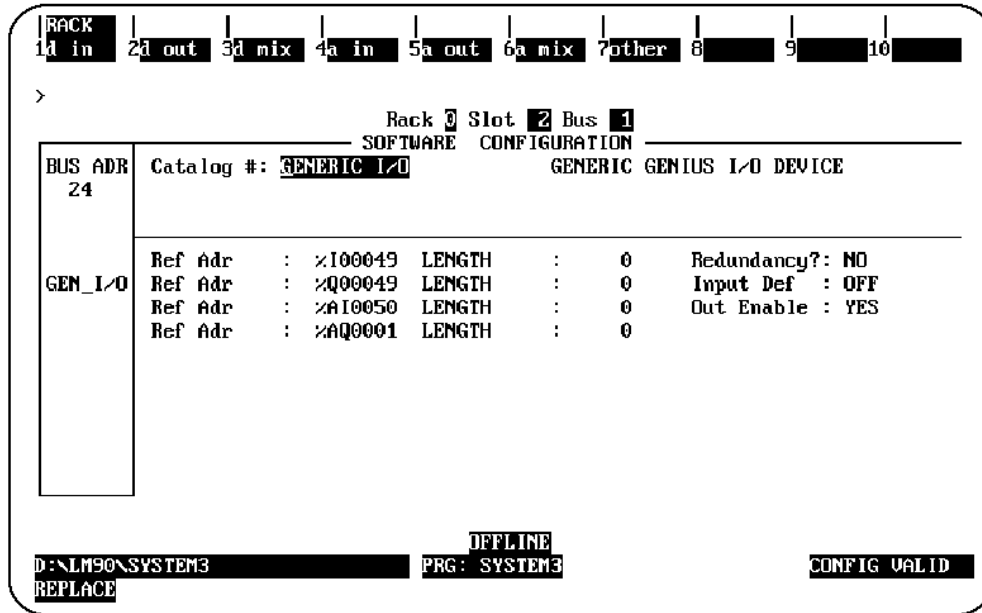 RACK
1d in 2d out 3d mix 4a in 5a out 6a mix 7other 8 9 10
>
Rack 0 Slot 2 Bus 1
SOFTWARE CONFIGURATION
BUS ADR Catalog #: GENERIC I/O GENERIC GENIUS I/O DEVICE
24
Ref Adr : %I00049 LENGTH : 0 Redundancy?: NO
GEN_I/O Ref Adr : %Q00049 LENGTH : 0 Input Def : OFF
Ref Adr : %AI0050 LENGTH : 0 Out Enable : YES
Ref Adr : %AQ0001 LENGTH : 0
OFFLINE
D:\LM90\SYSTEM3 PRG: SYSTEM3 CONFIG VALID
REPLACE